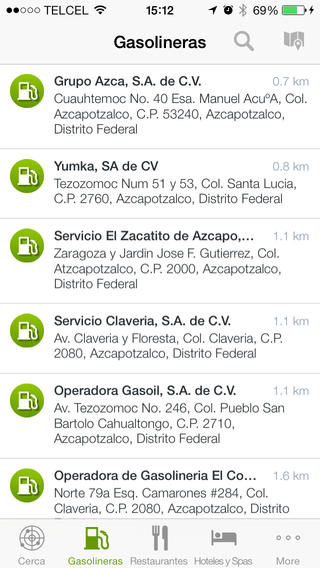 TELCEL 15:12 69%
Gasolineras
Grupo Azca, S.A. de C.V. 0.7 km
Cuauhtemoc No. 40 Esa. Manuel AcuºA, Col.
Azcapotzalco, C.P. 53240, Azcapotzalco,
Distrito Federal
Yumka, SA de CV 0.8 km
Tezozomoc Num 51 y 53, Col. Santa Lucia,
C.P. 2760, Azcapotzalco, Distrito Federal
Servicio El Zacatito de Azcapo,... 1.1 km
Zaragoza y Jardin Jose F. Gutierrez, Col.
Atzcapotzalco, C.P. 2000, Azcapotzalco,
Distrito Federal
Servicio Claveria, S.A. de C.V. 1.1 km
Av. Claveria y Floresta, Col. Claveria, C.P.
2080, Azcapotzalco, Distrito Federal
Operadora Gasoil, S.A. de C.V. 1.1 km
Av. Tezozomoc No. 246, Col. Pueblo San
Bartolo Cahualtongo, C.P. 2710,
Azcapotzalco, Distrito Federal
Operadora de Gasolineria El Co... 1.6 km
Norte 79a Esq. Camarones #284, Col.
Claveria, C.P. 2080, Azcapotzalco, Distrito
Cerca Gasolineras Restaurantes Hoteles y Spas More